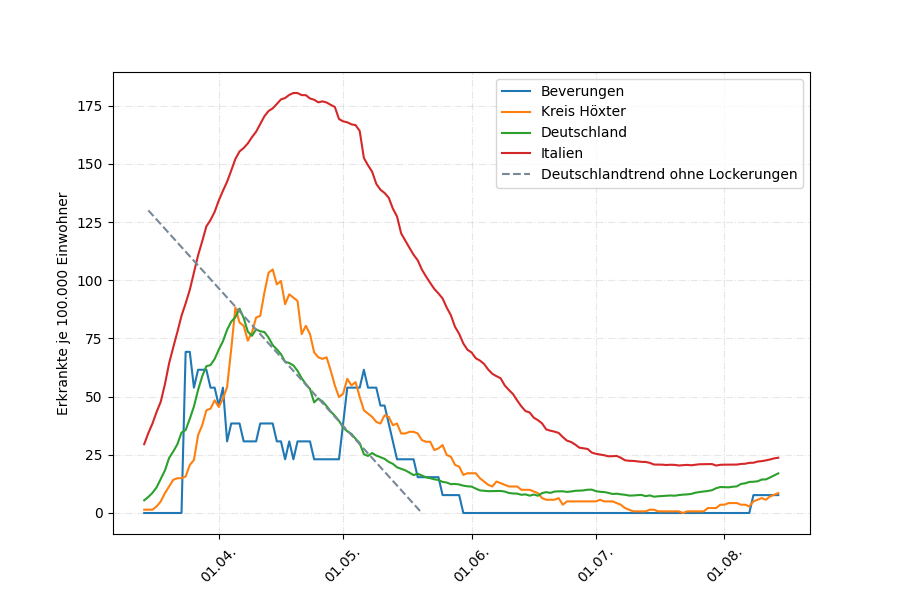 Beverungen
Kreis Höxter
Deutschland
Italien
Deutschlandtrend ohne Lockerungen
Erkrankte je 100.000 Einwohner
175
150
125
100
75
50
25
0
01.04.
01.05.
01.06.
01.07.
01.08.